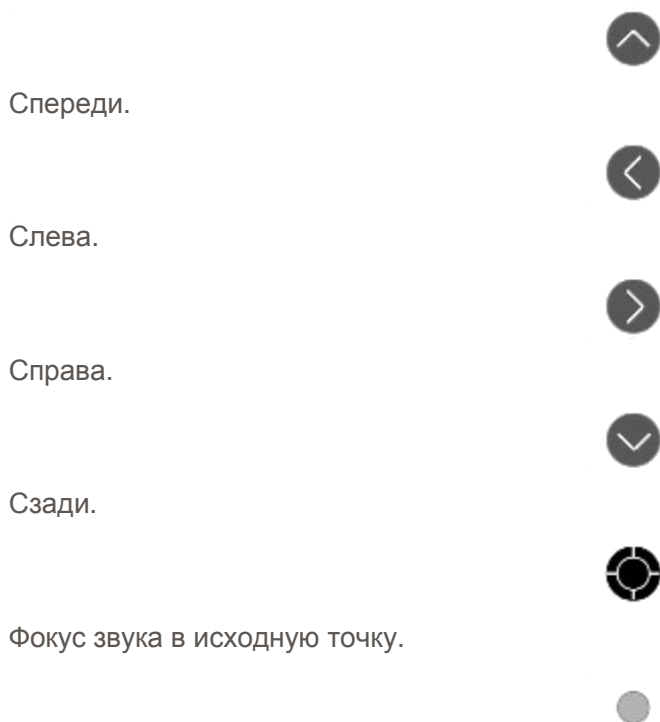 Спереди.
Слева.
Справа.
Сзади.
Фокус звука в исходную точку.